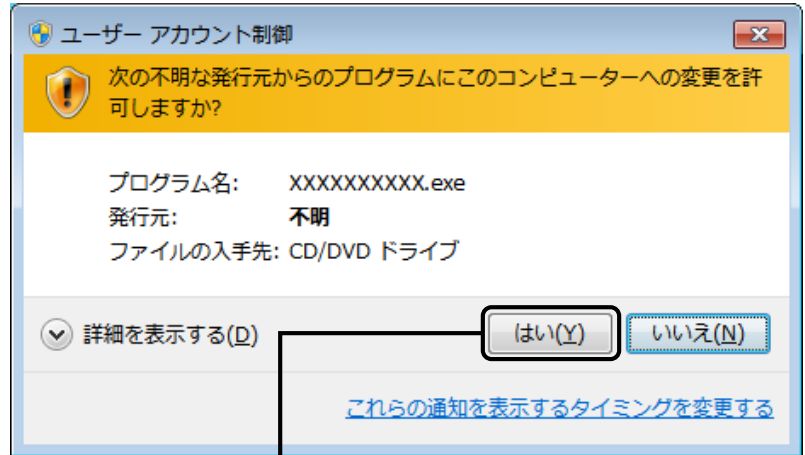 ユーザー アカウント制御
次の不明な発行元からのプログラムにこのコンピューターへの変更を許
可しますか?
プログラム名: XXXXXXXXXX.exe
発行元: 不明
ファイルの入手先: CD/DVD ドライブ
詳細を表示する(D) はい(Y) いいえ(N)
これらの通知を表示するタイミングを変更する